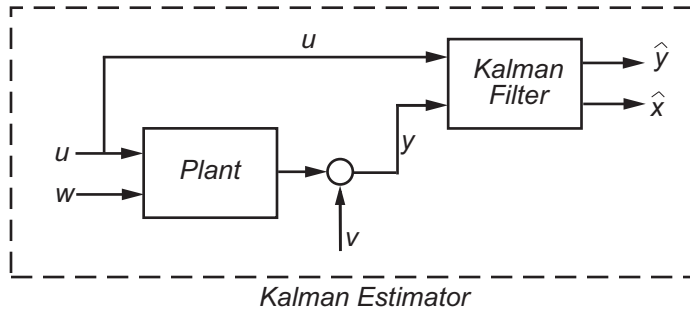 u
Kalman
Filter
ŷ
x̂
y
u
Plant
w
v
Kalman Estimator